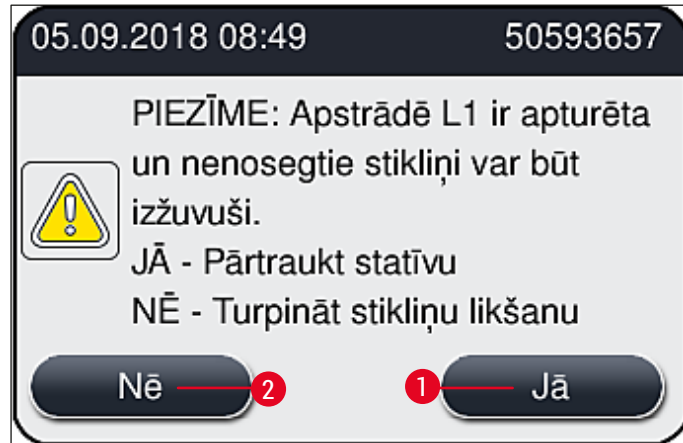 05.09.2018 08:49 50593657
PIEZĪME: Apstrādē L1 ir apturēta
un nenosegtie stikliņi var būt
izžuvuši.
JĀ - Pārtraukt statīvu
NĒ - Turpināt stikliņu likšanu
Nē 2 1 Jā